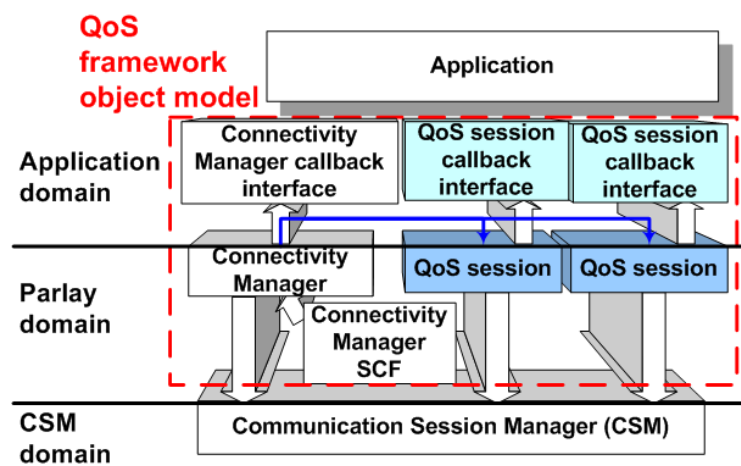 QoS
framework
object model
Application
Application
domain
Connectivity
Manager callback
interface
QoS session
callback
interface
QoS session
callback
interface
Parlay
domain
Connectivity
Manager
QoS session
QoS session
Connectivity
Manager
SCF
CSM
domain
Communication Session Manager (CSM)